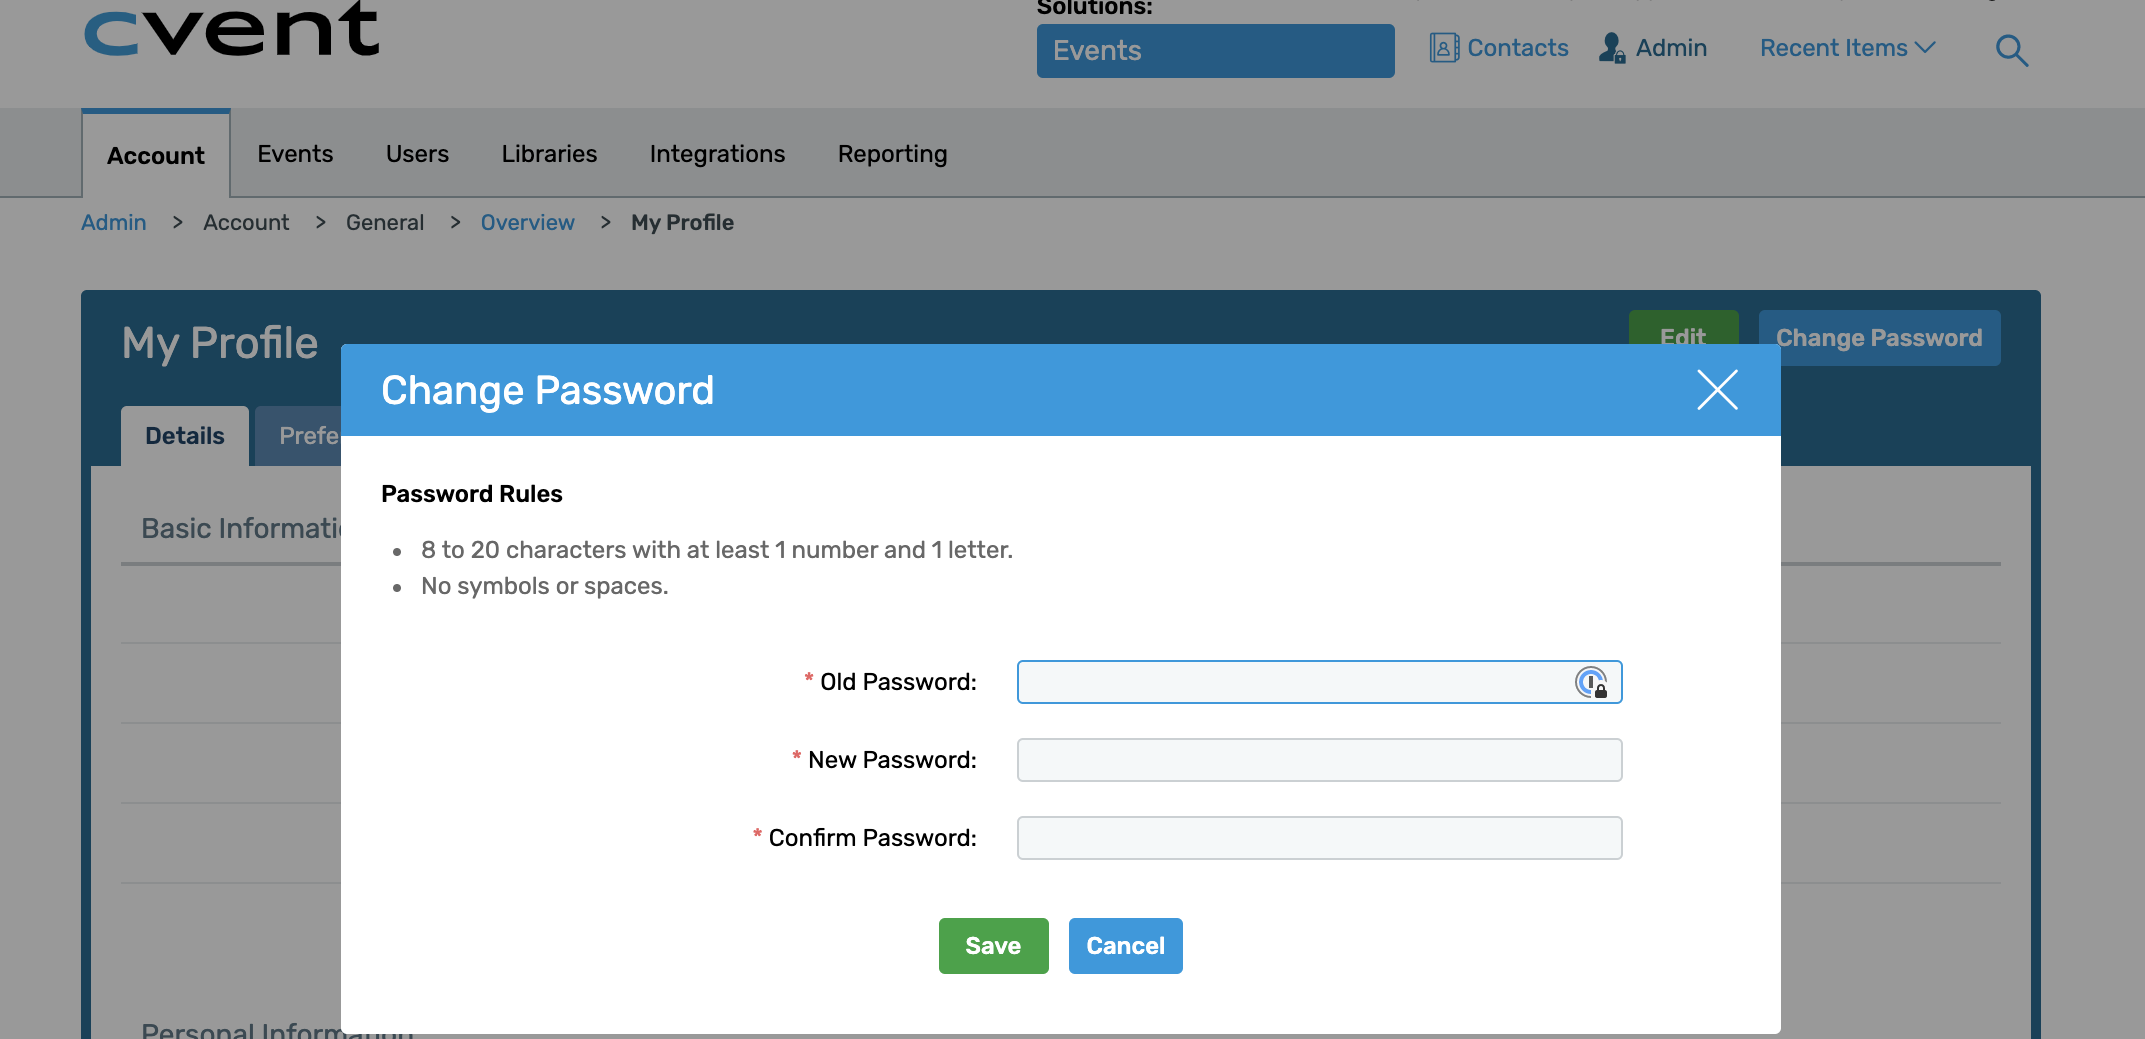 cvent
Solutions:
Events
Contacts
Admin
Recent Items
Account
Events
Users
Libraries
Integrations
Reporting
Admin > Account > General > Overview > My Profile
My Profile
Edit
Change Password
Details
Prefe
Change Password
Basic Informati
Password Rules
• 8 to 20 characters with at least 1 number and 1 letter.
• No symbols or spaces.
* Old Password:
* New Password:
* Confirm Password:
Save
Cancel
Personal Information